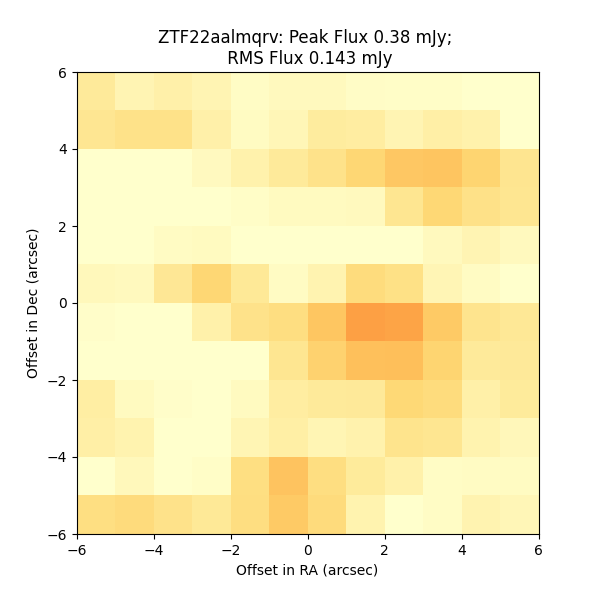 ZTF22aalmqrv: Peak Flux 0.38 mJy;
RMS Flux 0.143 mJy
6
4
2
0
−2
−4
−6
Offset in Dec (arcsec)
−6 −4 −2 0 2 4 6
Offset in RA (arcsec)